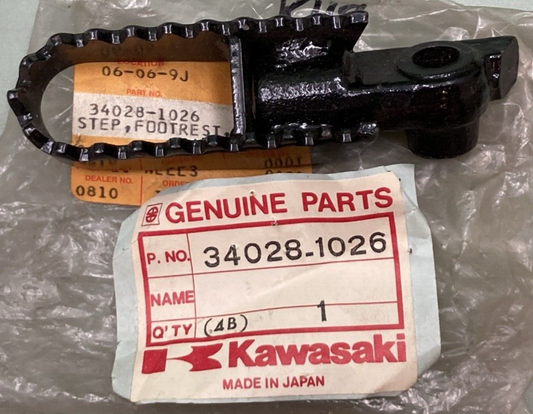 LOCATION
06-06-9J
PART NO.
34028-1026
STEP,FOOTREST,
0001
DEALER NO.
0810
GENUINE PARTS
P. NO. 34028-1026
NAME
Q'TY (4B) 1
Kawasaki
MADE IN JAPAN